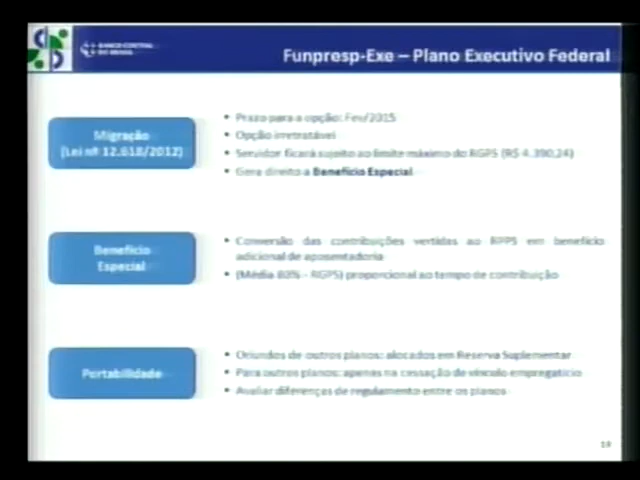 BANCO CENTRAL
DO BRASIL
Funpresp-Exe – Plano Executivo Federal
Migração
(Lei nº 12.618/2012)
• Prazo para a opção: Fev/2015
• Opção irretratável
• Servidor ficará sujeito ao limite máximo do RGPS (R$ 4.390,24)
• Gera direito a Benefício Especial
Benefício
Especial
• Conversão das contribuições vertidas ao RPPS em benefício
adicional de aposentadoria
• (Média 80% - RGPS) proporcional ao tempo de contribuição
Portabilidade
• Oriundos de outros planos: alocados em Reserva Suplementar
• Para outros planos: apenas na cessação de vínculo empregatício
• Avaliar diferenças de regulamento entre os planos